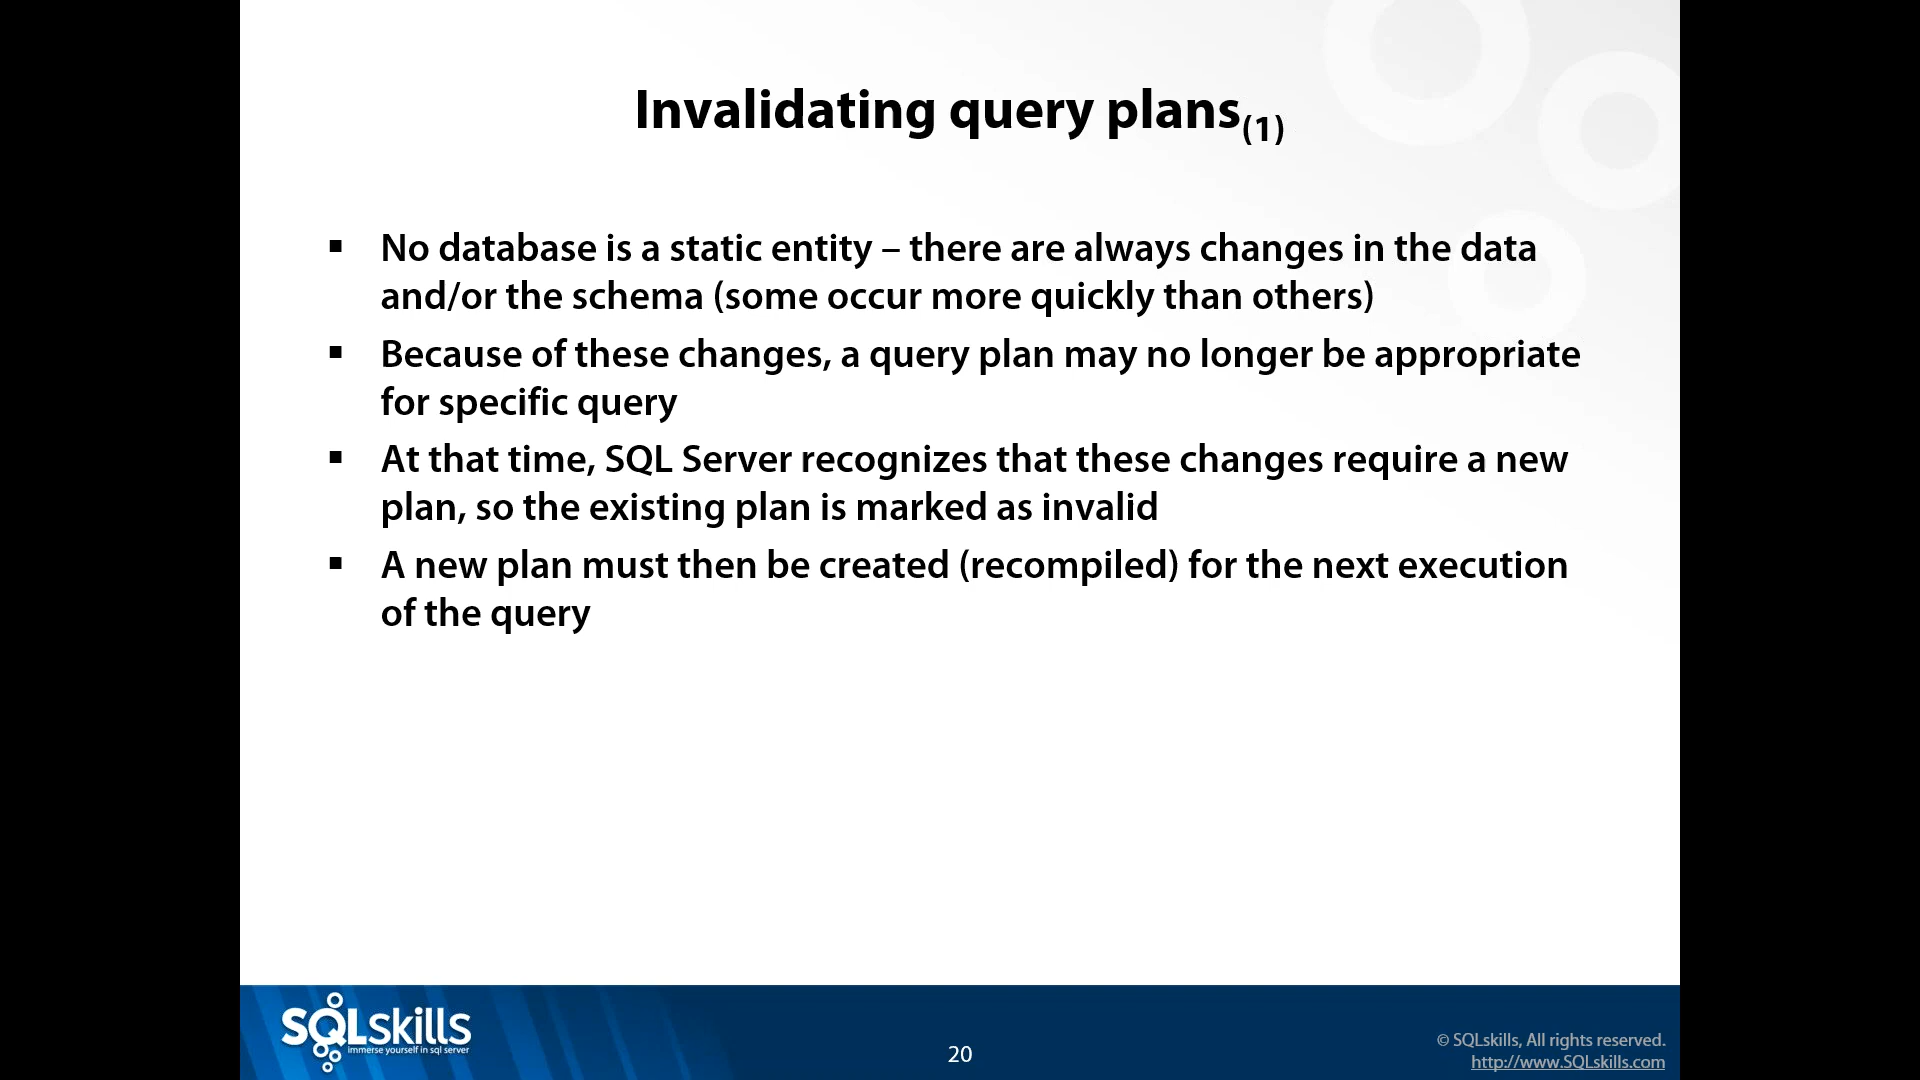 Invalidating query plans(1)
▪ No database is a static entity – there are always changes in the data
and/or the schema (some occur more quickly than others)
▪ Because of these changes, a query plan may no longer be appropriate
for specific query
▪ At that time, SQL Server recognizes that these changes require a new
plan, so the existing plan is marked as invalid
▪ A new plan must then be created (recompiled) for the next execution
of the query
SQLskills
immerse yourself in sql server
20
© SQLskills, All rights reserved.
http://www.SQLskills.com